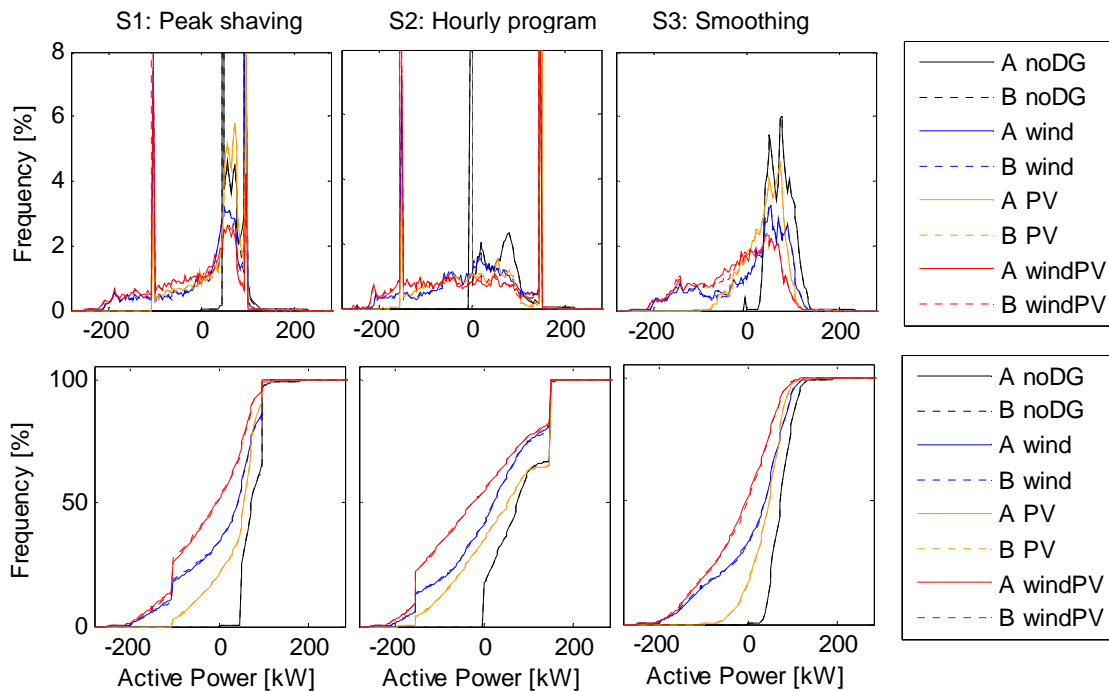 S1: Peak shaving
S2: Hourly program
S3: Smoothing
Frequency [%]
8
6
4
2
0
-200 0 200
-200 0 200
-200 0 200
A noDG
B noDG
A wind
B wind
A PV
B PV
A windPV
B windPV
Frequency [%]
100
50
0
-200 0 200
-200 0 200
-200 0 200
Active Power [kW]
Active Power [kW]
Active Power [kW]
A noDG
B noDG
A wind
B wind
A PV
B PV
A windPV
B windPV